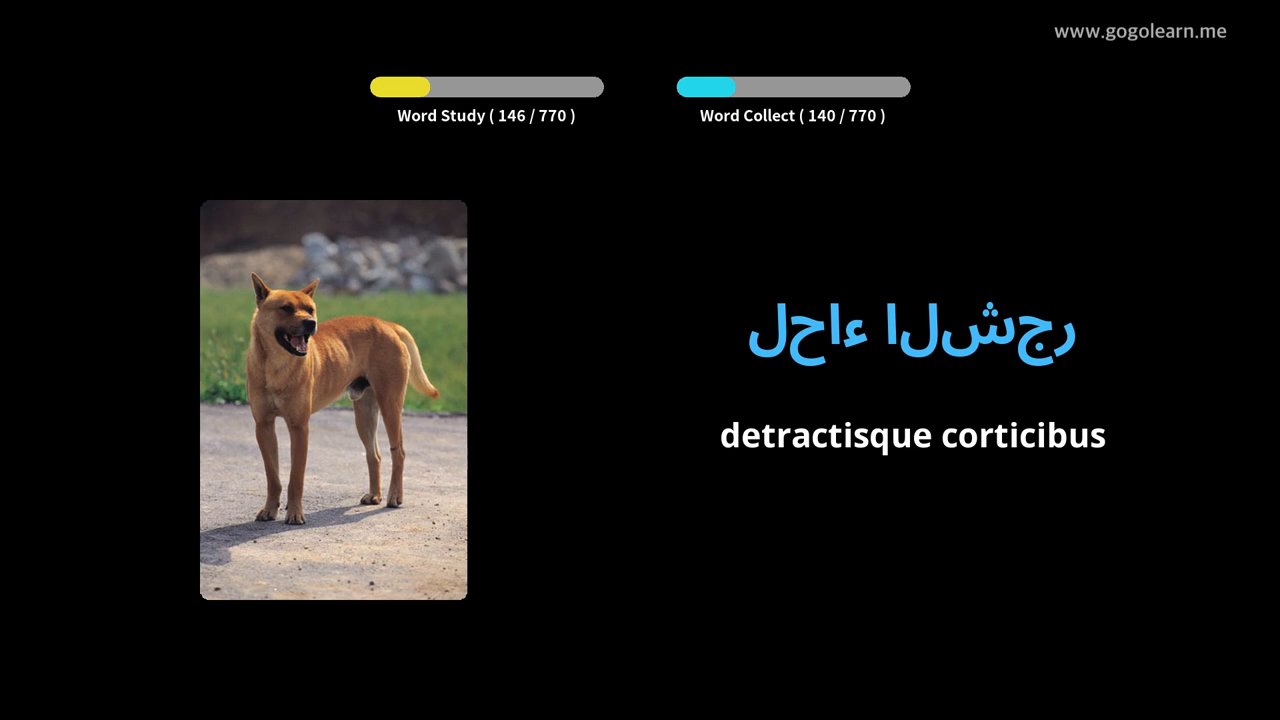 www.gogolearn.me
Word Study ( 146 / 770 )
Word Collect ( 140 / 770 )
لحاء الشجر
detractisque corticibus